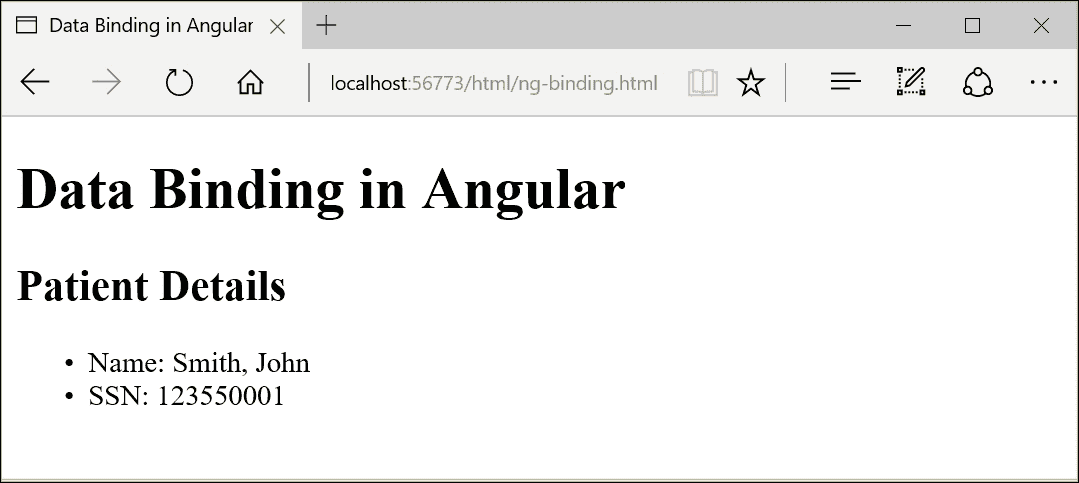 Data Binding in Angular
localhost:56773/html/ng-binding.html
Data Binding in Angular
Patient Details
• Name: Smith, John
• SSN: 123550001